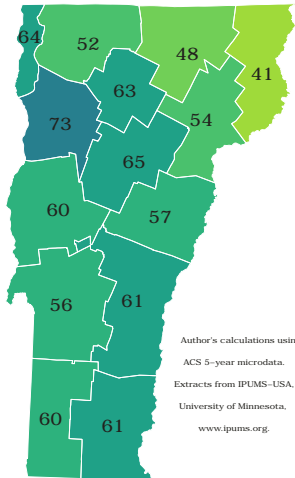 64
52
48
41
63
73
54
65
60
57
56
61
60
61
Author's calculations usin
ACS 5−year microdata.
Extracts from IPUMS−USA,
University of Minnesota,
www.ipums.org.